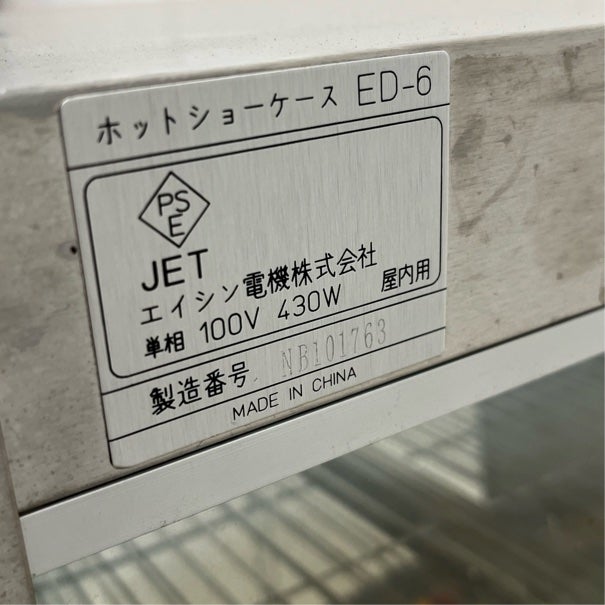 ホットショーケース ED-6
PS
E
JET
エイシン電機株式会社
単相 100V 430W 屋内用
製造番号 NB101763
MADE IN CHINA